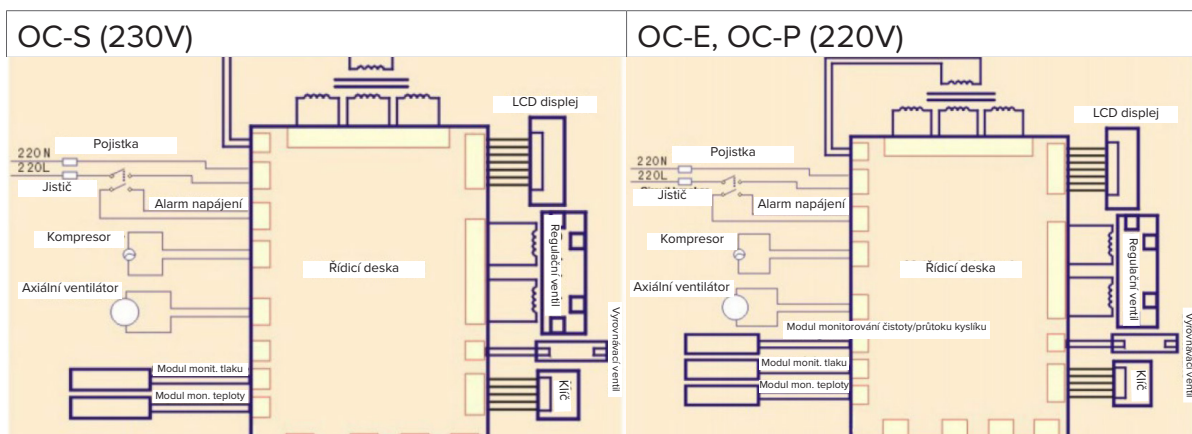 OC-S (230V)
LCD displej
Pojistka
220N
220L
Jistič
Alarm napájení
Kompresor
Regulační ventil
Řídicí deska
Axiální ventilátor
Vyrovnávací ventil
Modul monit. tlaku
Modul mon. teploty
Klíč
OC-E, OC-P (220V)
LCD displej
Pojistka
220N
220L
Jistič
Alarm napájení
Kompresor
Regulační ventil
Řídicí deska
Axiální ventilátor
Modul monitorování čistoty/průtoku kyslíku
Vyrovnávací ventil
Modul monit. tlaku
Modul mon. teploty
Klíč